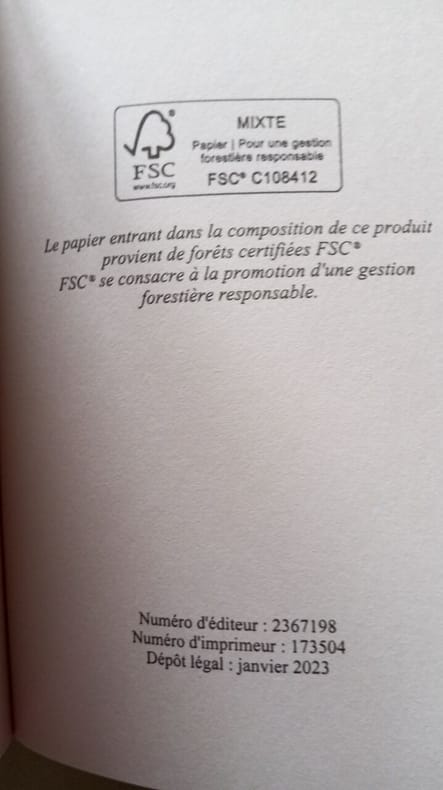 MIXTE
Papier | Pour une gestion
forestière responsable
FSC® C108412
FSC
www.fsc.org
Le papier entrant dans la composition de ce produit
provient de forêts certifiées FSC®
FSC® se consacre à la promotion d'une gestion
forestière responsable.
Numéro d'éditeur : 2367198
Numéro d'imprimeur : 173504
Dépôt légal : janvier 2023